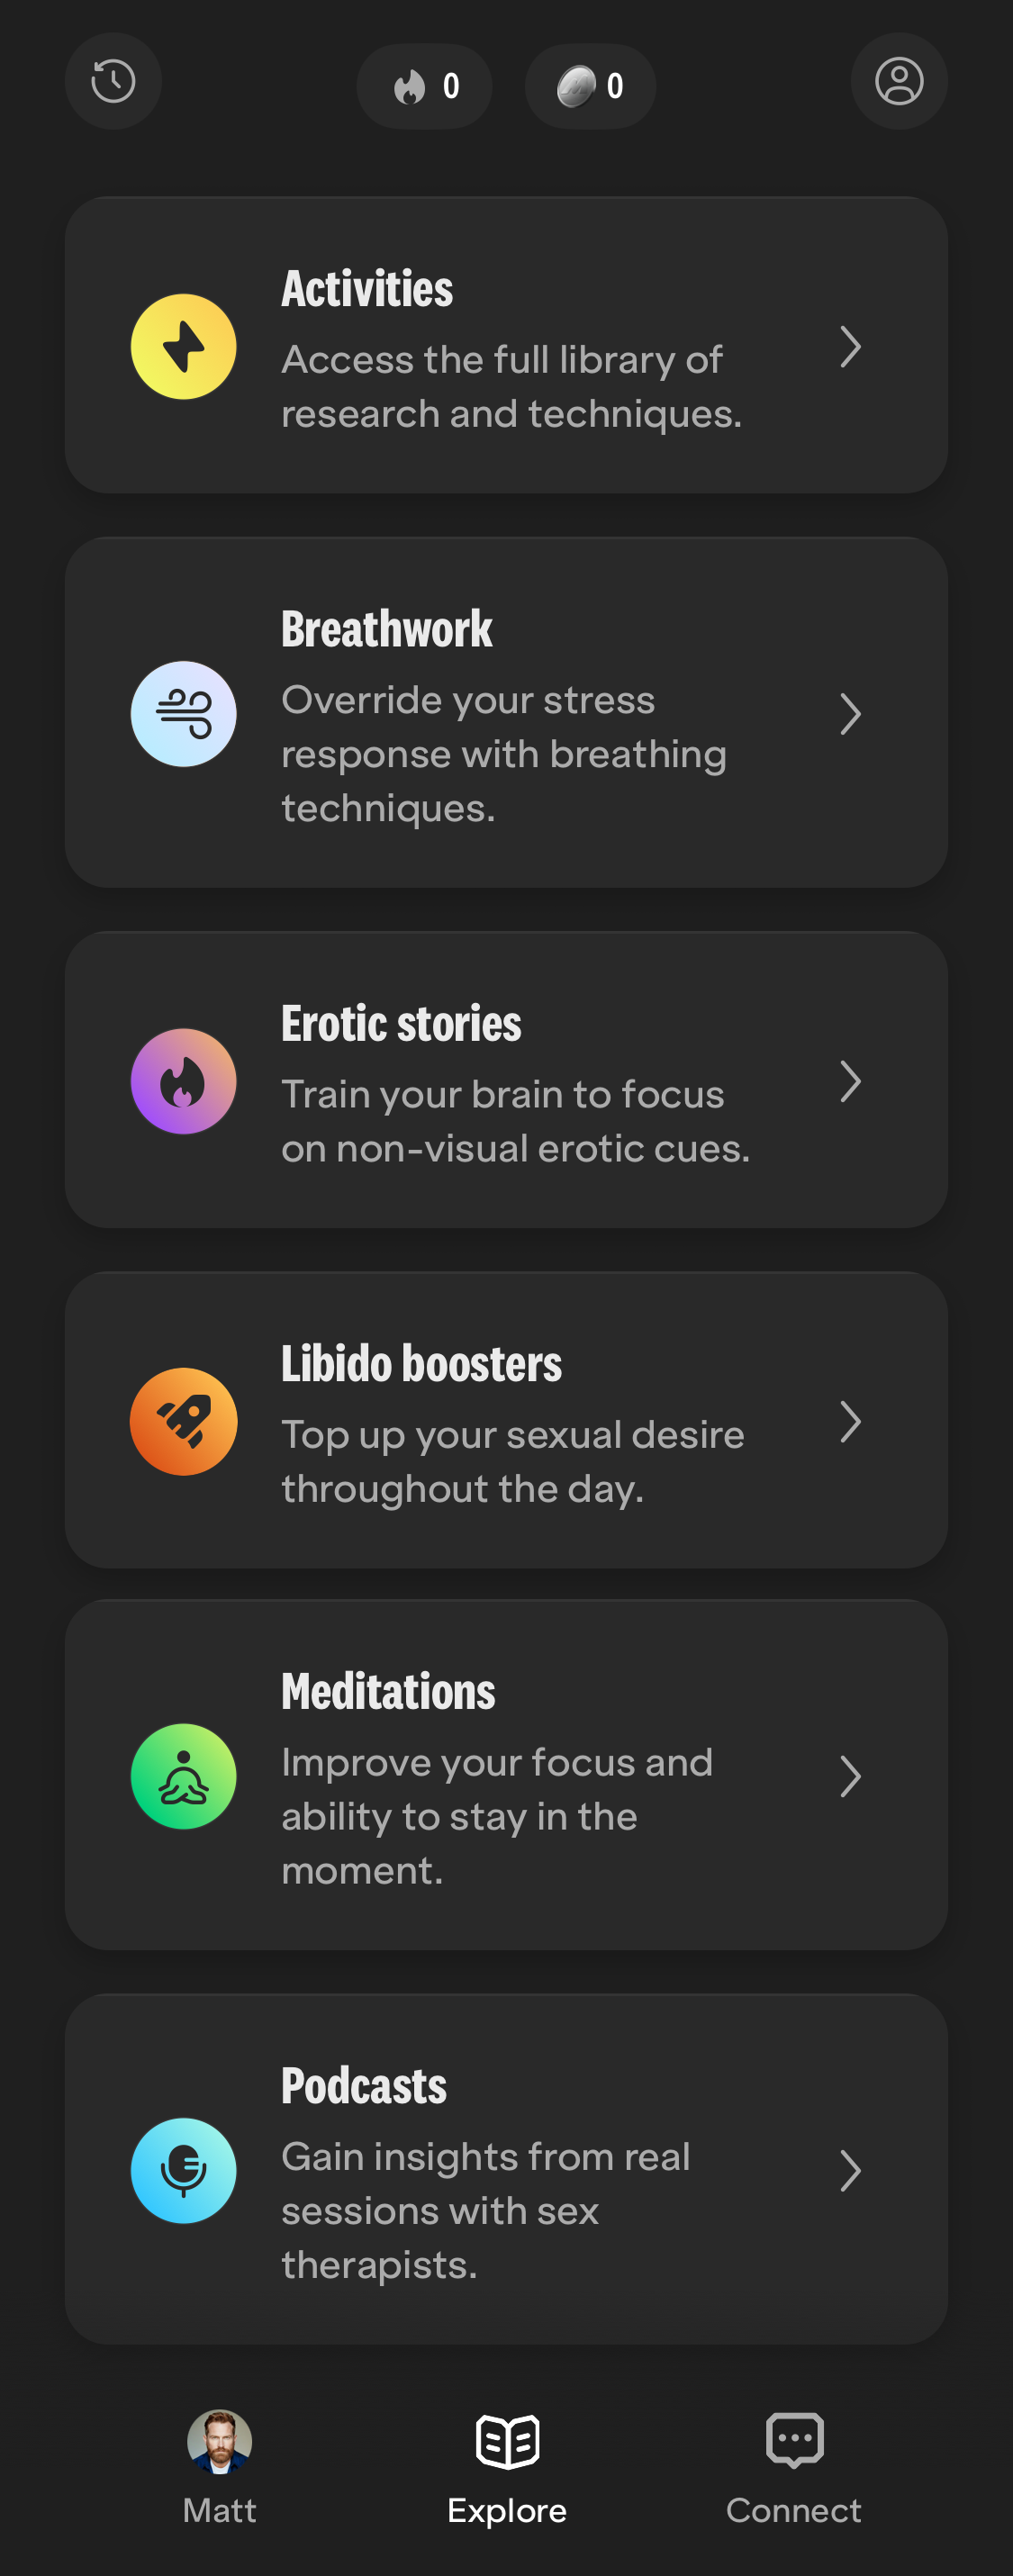 0
0
Activities
Access the full library of
research and techniques.
Breathwork
Override your stress
response with breathing
techniques.
Erotic stories
Train your brain to focus
on non-visual erotic cues.
Libido boosters
Top up your sexual desire
throughout the day.
Meditations
Improve your focus and
ability to stay in the
moment.
Podcasts
Gain insights from real
sessions with sex
therapists.
Matt
Explore
Connect